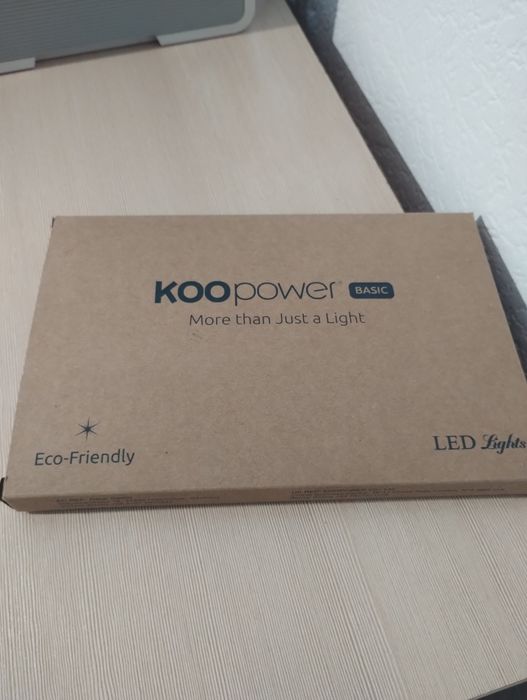 KOOpower BASIC
More than Just a Light
Eco-Friendly
LED Lights